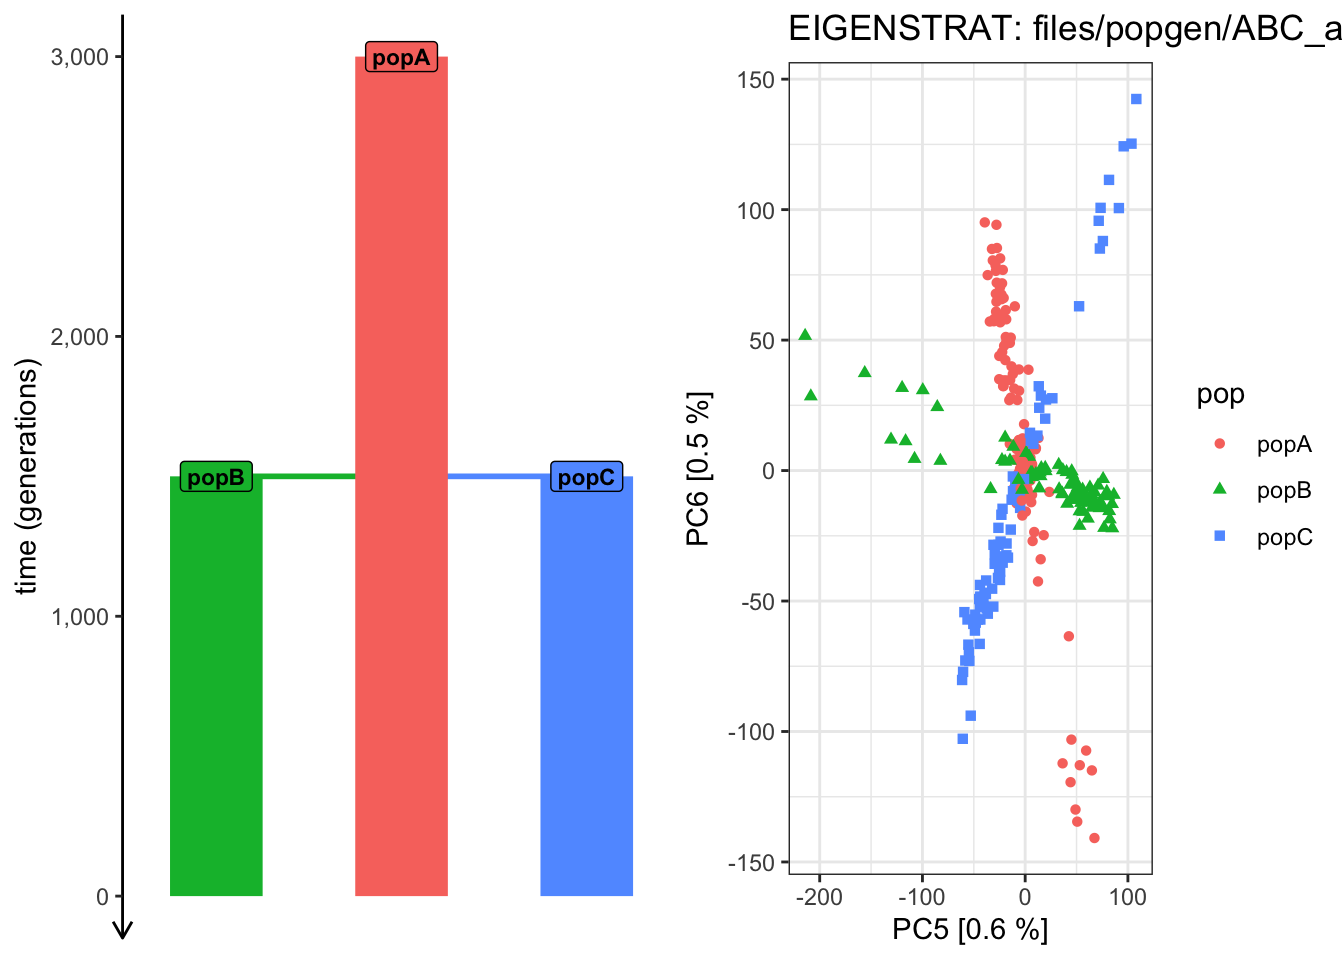 time (generations)
3,000
2,000
1,000
0
popA
popB
popC
EIGENSTRAT: files/popgen/ABC_a
PC6 [0.5 %]
150
100
50
0
-50
-100
-150
-200 -100 0 100
PC5 [0.6 %]
pop
popA
popB
popC